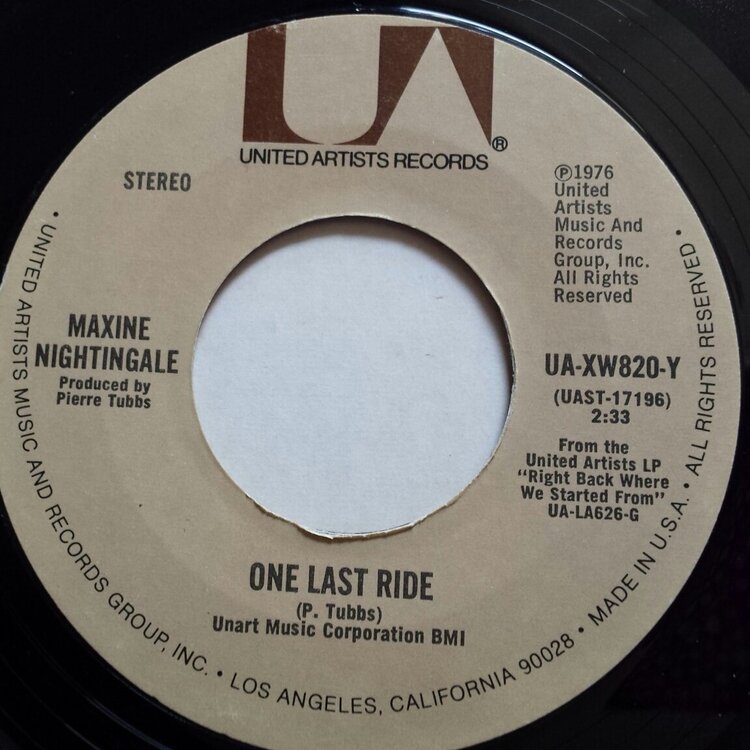 UA®
UNITED ARTISTS RECORDS
STEREO
℗1976
United
Artists
Music And
Records
Group, Inc.
All Rights
Reserved
MAXINE
NIGHTINGALE
Produced by
Pierre Tubbs
UA-XW820-Y
(UAST-17196)
2:33
From the
United Artists LP
"Right Back Where
We Started From"
UA-LA626-G
ONE LAST RIDE
(P. Tubbs)
Unart Music Corporation BMI
• UNITED ARTISTS MUSIC AND RECORDS GROUP, INC. • LOS ANGELES, CALIFORNIA 90028 • MADE IN U.S.A. • ALL RIGHTS RESERVED •